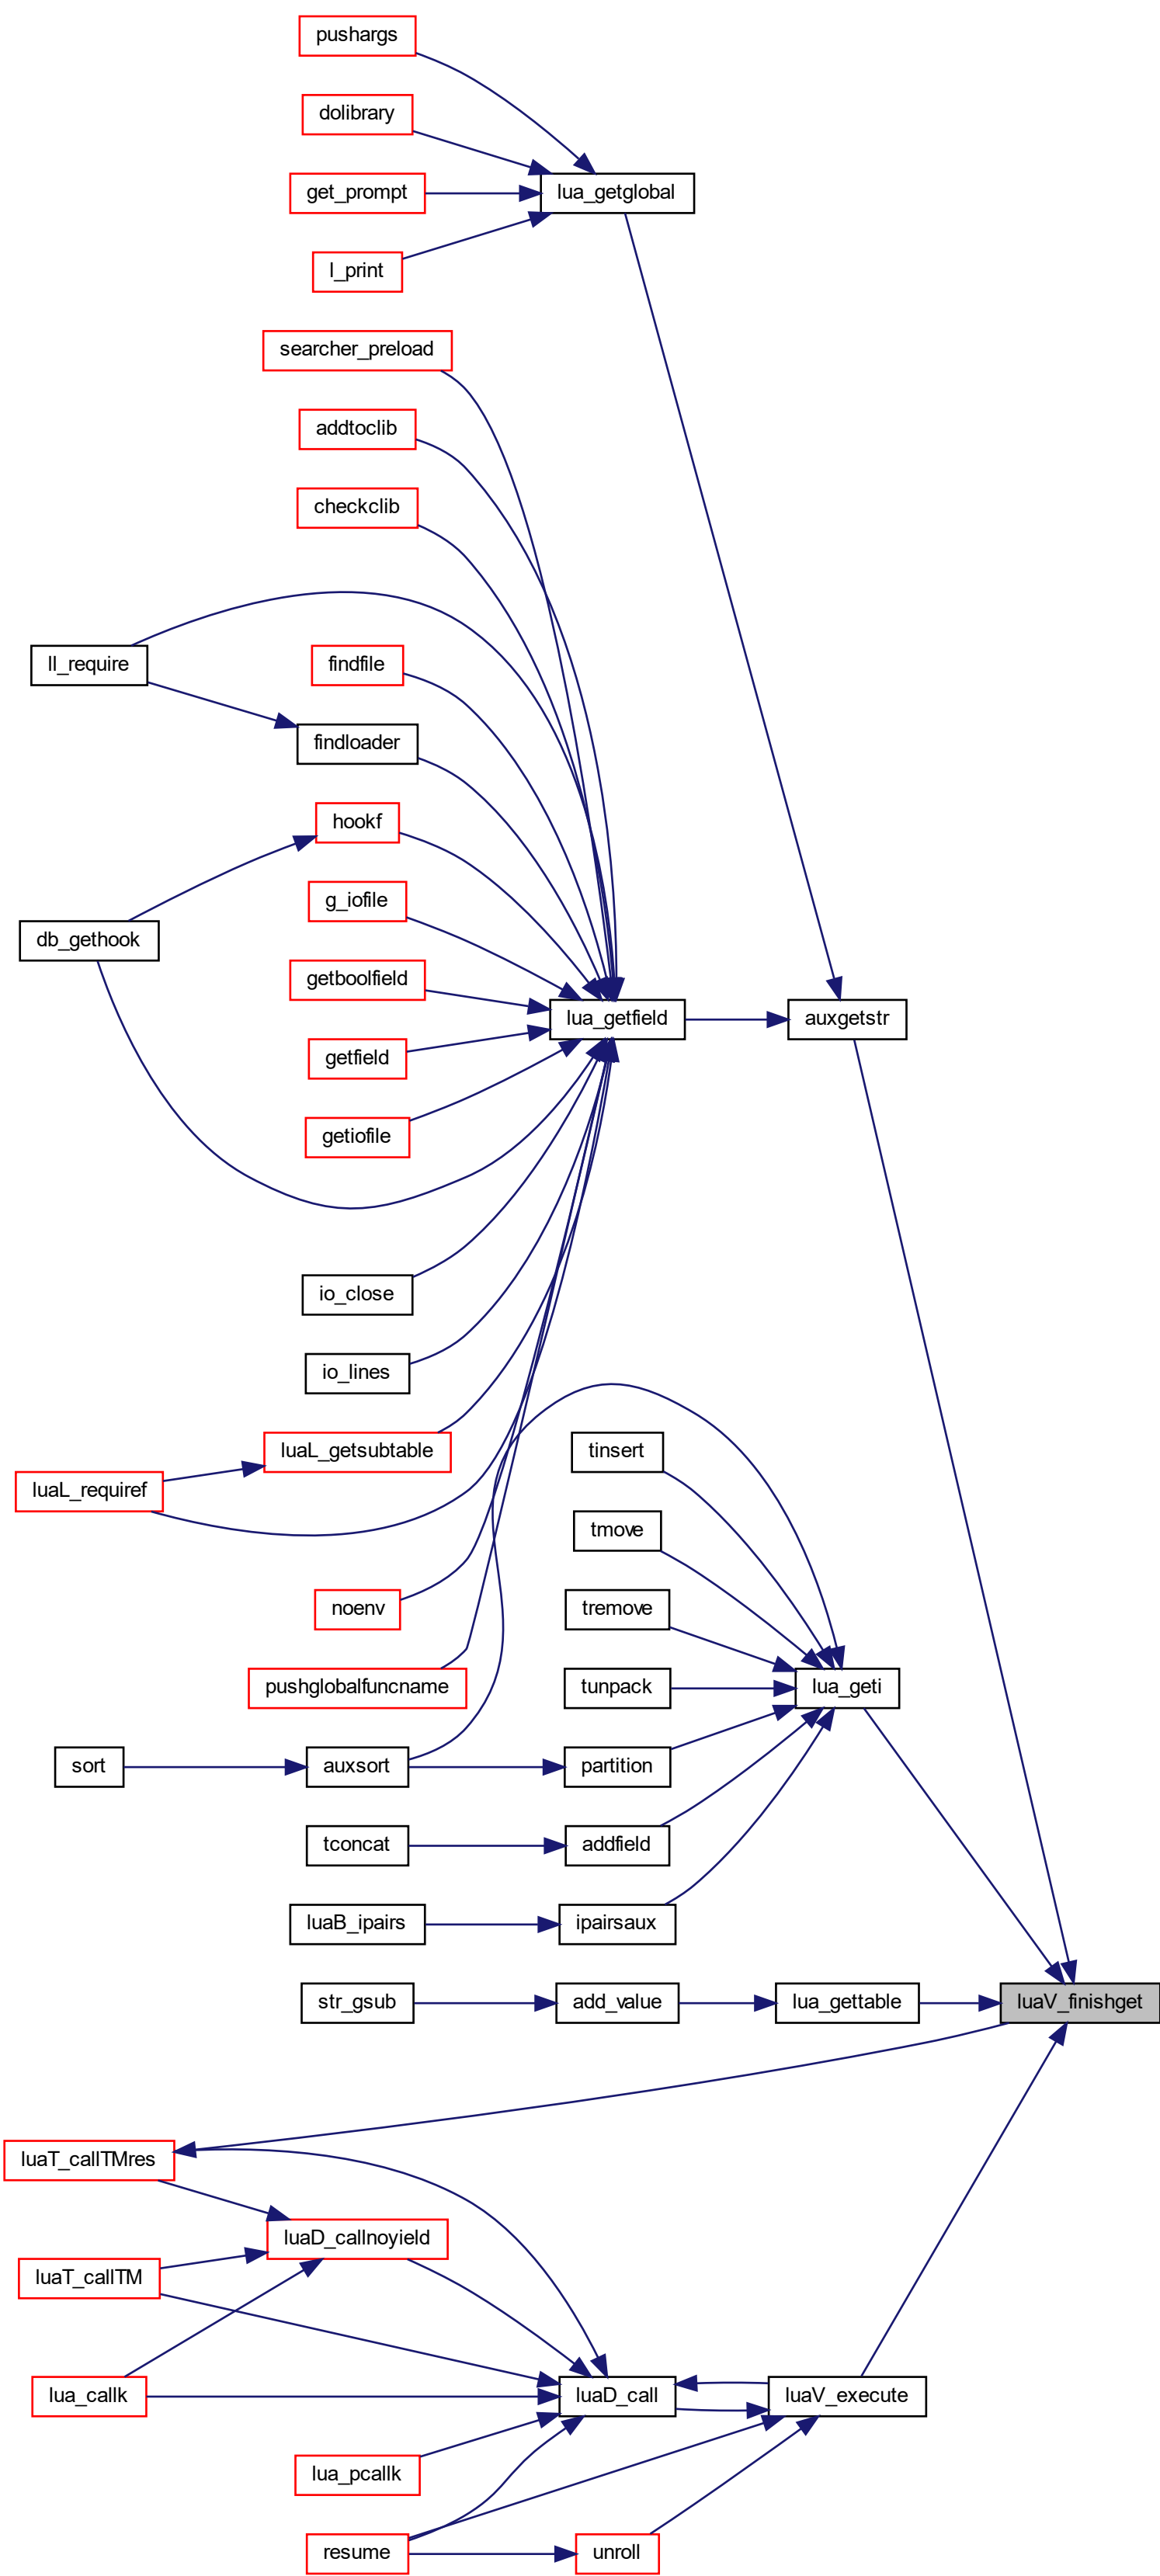 pushargs
dolibrary
get_prompt
lua_getglobal
l_print
searcher_preload
addtoclib
checkclib
ll_require
findfile
findloader
hookf
g_iofile
db_gethook
getboolfield
lua_getfield
auxgetstr
getfield
getiofile
io_close
io_lines
luaL_getsubtable
tinsert
luaL_requiref
tmove
noenv
tremove
pushglobalfuncname
tunpack
lua_geti
sort
auxsort
partition
tconcat
addfield
luaB_ipairs
ipairsaux
str_gsub
add_value
lua_gettable
luaV_finishget
luaT_callTMres
luaD_callnoyield
luaT_callTM
lua_callk
luaD_call
luaV_execute
lua_pcallk
resume
unroll